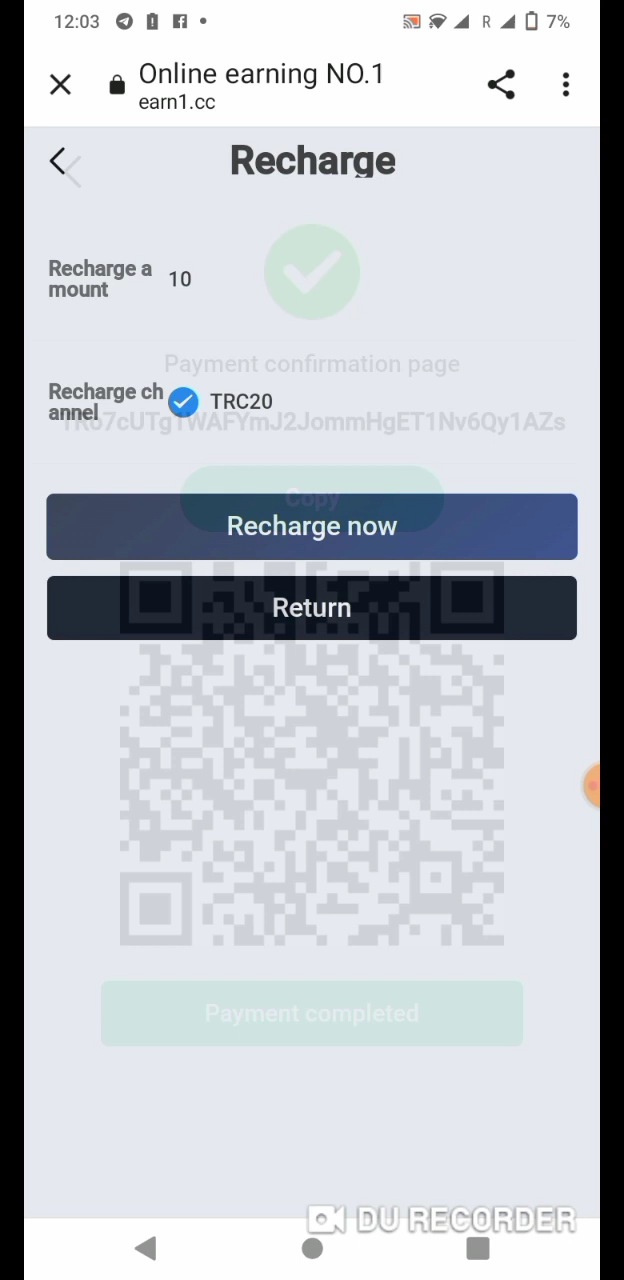 12:03
R
7%
Online earning NO.1
earn1.cc
Recharge
Recharge a
mount
10
Payment confirmation page
Recharge ch
annel
TRC20
Copy
Recharge now
Return
Payment completed
DU RECORDER